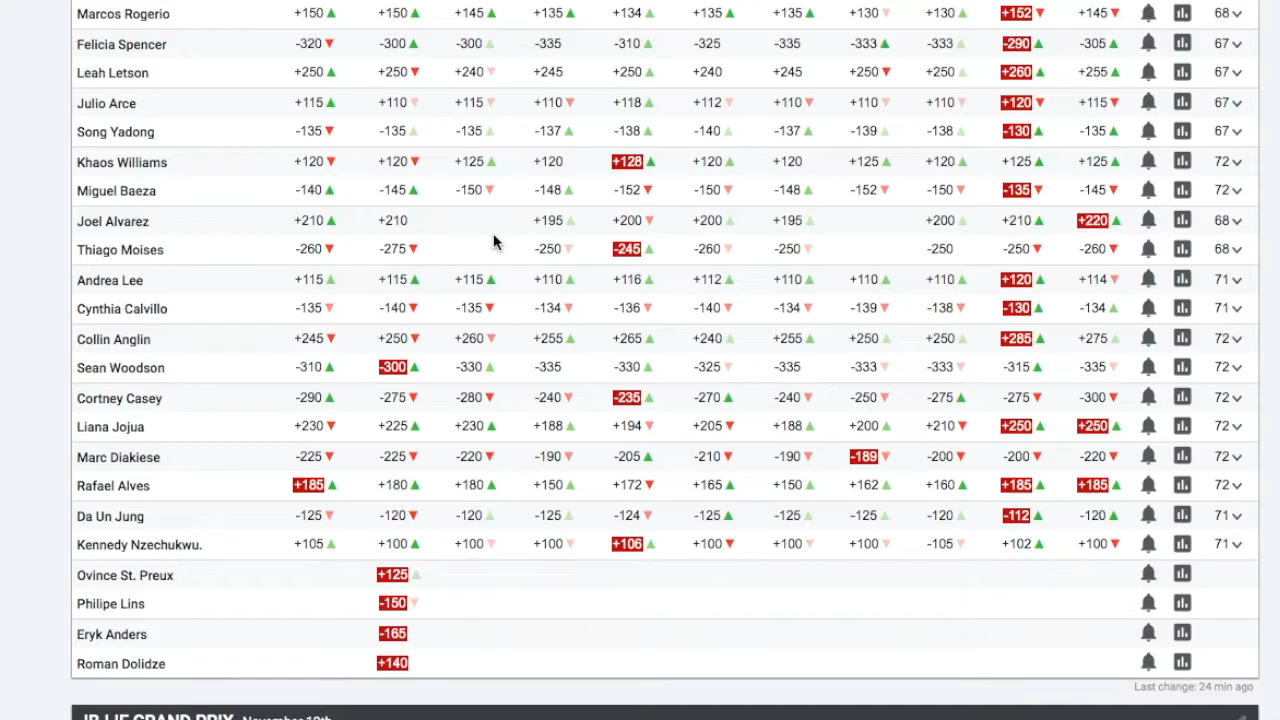 Marcos Rogerio +150▲ +150▲ +145▲ +135▲ +134▲ +135▲ +135▲ +130▼ +130▲ +152▼ +145▼ 68
Felicia Spencer -320▼ -300▲ -300▲ -335 -310▲ -325 -335 -333▲ -333▲ -290▲ -305▲ 67
Leah Letson +250▲ +250▼ +240▼ +245 +250▲ +240 +245 +250▼ +250▲ +260▲ +255▲ 67
Julio Arce +115▲ +110▼ +115▼ +110▼ +118▲ +112▼ +110▼ +110▼ +110▼ +120▼ +115▼ 67
Song Yadong -135▼ -135▲ -135▲ -137▲ -138▲ -140▲ -137▲ -139▲ -138▲ -130▲ -135▲ 67
Khaos Williams +120▼ +120▼ +125▲ +120 +128▲ +120▲ +120 +125▲ +120▲ +125▲ +125▲ 72
Miguel Baeza -140▲ -145▲ -150▼ -148▲ -152▼ -150▼ -148▲ -152▼ -150▼ -135▼ -145▼ 72
Joel Alvarez +210▲ +210 +195▲ +200▼ +200▲ +195▲ +200▲ +210▲ +220▲ 68
Thiago Moises -260▼ -275▼ -250▼ -245▲ -260▼ -250▼ -250 -250▼ -260▼ 68
Andrea Lee +115▲ +115▲ +115▲ +110▲ +116▲ +112▲ +110▲ +110▲ +110▲ +120▲ +114▼ 71
Cynthia Calvillo -135▼ -140▼ -135▼ -134▼ -136▼ -140▼ -134▼ -139▼ -138▼ -130▲ -134▲ 71
Collin Anglin +245▼ +250▼ +260▼ +255▲ +265▲ +240▲ +255▲ +250▲ +250▲ +285▲ +275▲ 72
Sean Woodson -310▲ -300▲ -330▲ -335 -330▲ -325▼ -335 -333▼ -333▼ -315▲ -335▼ 72
Cortney Casey -290▲ -275▼ -280▼ -240▼ -235▲ -270▲ -240▼ -250▼ -275▲ -275▼ -300▼ 72
Liana Jojua +230▼ +225▲ +230▲ +188▲ +194▼ +205▼ +188▲ +200▲ +210▼ +250▲ +250▲ 72
Marc Diakiese -225▼ -225▼ -220▼ -190▼ -205▲ -210▼ -190▼ -189▼ -200▼ -200▼ -220▼ 72
Rafael Alves +185▲ +180▲ +180▲ +150▲ +172▼ +165▲ +150▲ +162▲ +160▲ +185▲ +185▲ 72
Da Un Jung -125▼ -120▼ -120▲ -125▲ -124▼ -125▲ -125▲ -125▲ -120▲ -112▲ -120▲ 71
Kennedy Nzechukwu. +105▲ +100▲ +100▼ +100▼ +106▲ +100▼ +100▼ +100▼ -105▼ +102▲ +100▼ 71
Ovince St. Preux +125▲
Philipe Lins -150▼
Eryk Anders -165
Roman Dolidze +140
Last change: 24 min ago